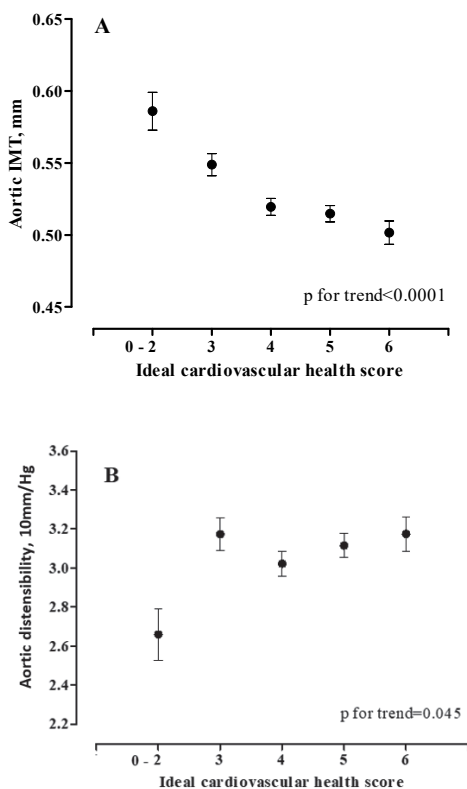 A
Aortic IMT, mm
0.65
0.60
0.55
0.50
0.45
p for trend<0.0001
0 - 2 3 4 5 6
Ideal cardiovascular health score
B
Aortic distensibility, 10mm/Hg
3.6
3.4
3.2
3.0
2.8
2.6
2.4
2.2
p for trend=0.045
0 - 2 3 4 5 6
Ideal cardiovascular health score